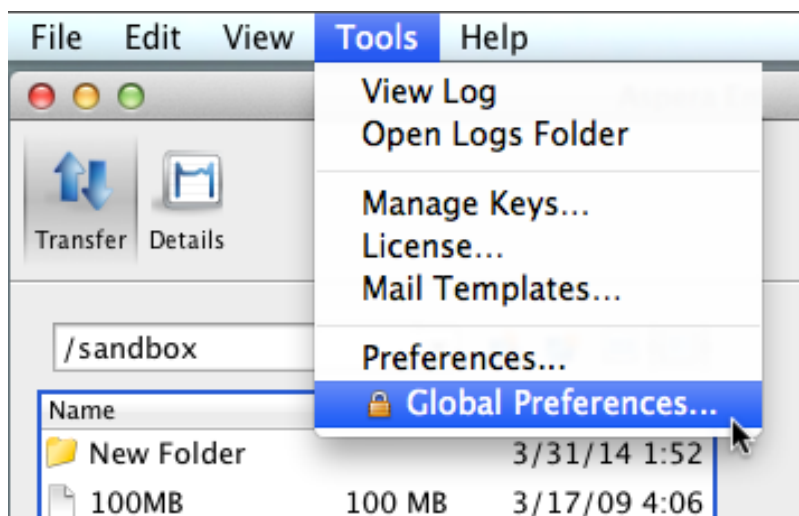 File Edit View Tools Help
View Log
Open Logs Folder
Transfer Details
Manage Keys...
License...
Mail Templates...
/sandbox
Preferences...
Global Preferences...
Name
New Folder 3/31/14 1:52
100MB 100 MB 3/17/09 4:06